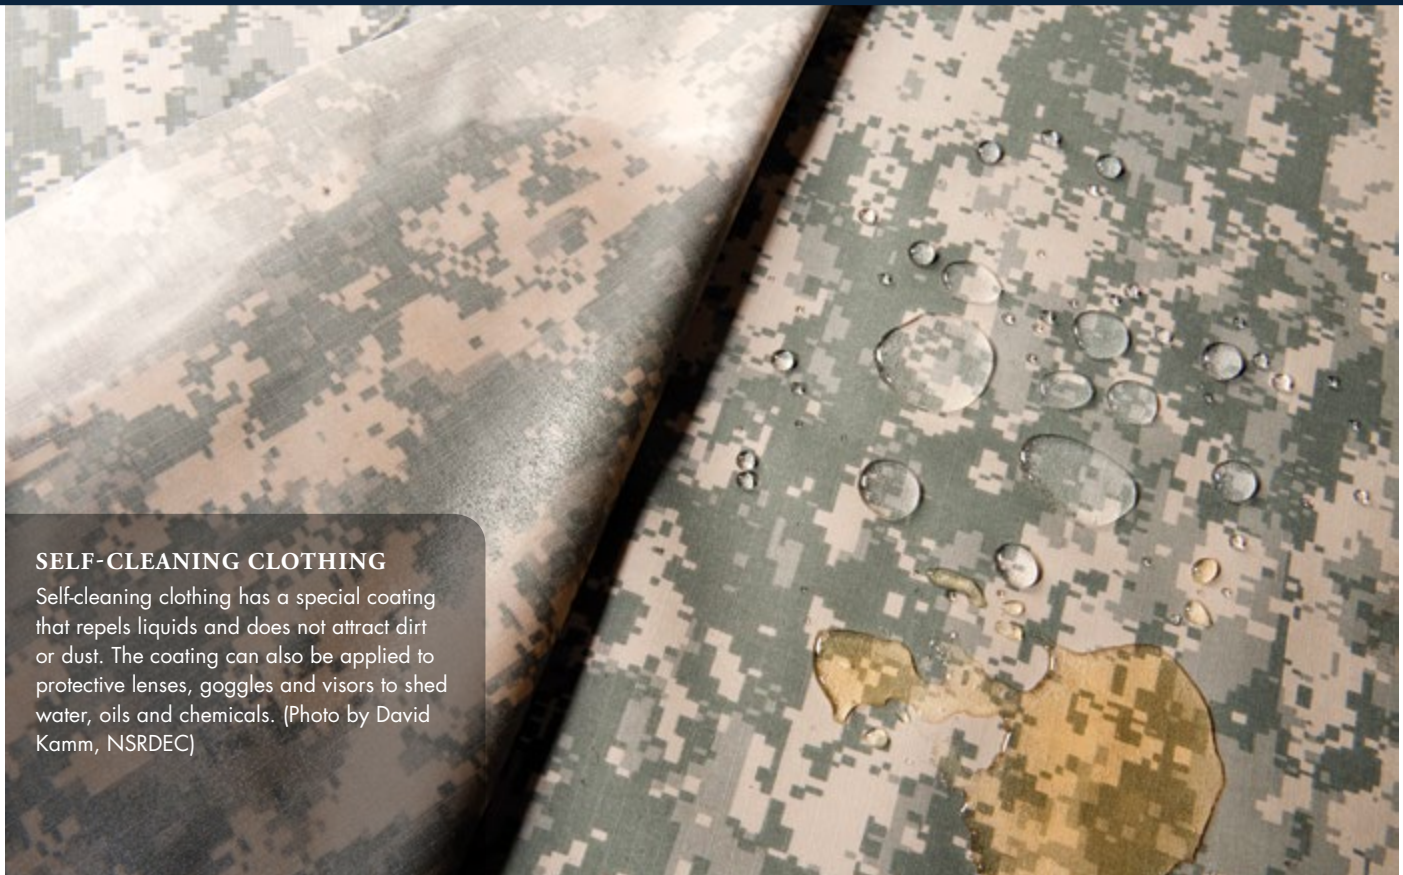 SELF-CLEANING CLOTHING
Self-cleaning clothing has a special coating
that repels liquids and does not attract dirt
or dust. The coating can also be applied to
protective lenses, goggles and visors to shed
water, oils and chemicals. (Photo by David
Kamm, NSRDEC)